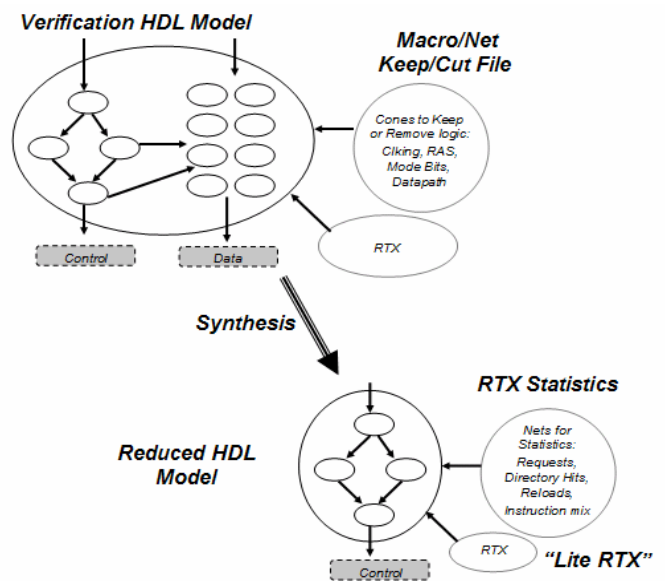 Verification HDL Model
Macro/Net
Keep/Cut File
Cones to Keep
or Remove logic:
Clking, RAS,
Mode Bits,
Datapath
RTX
Control
Data
Synthesis
RTX Statistics
Nets for
Statistics:
Requests,
Directory Hits,
Reloads,
Instruction mix
Reduced HDL
Model
RTX
"Lite RTX"
Control